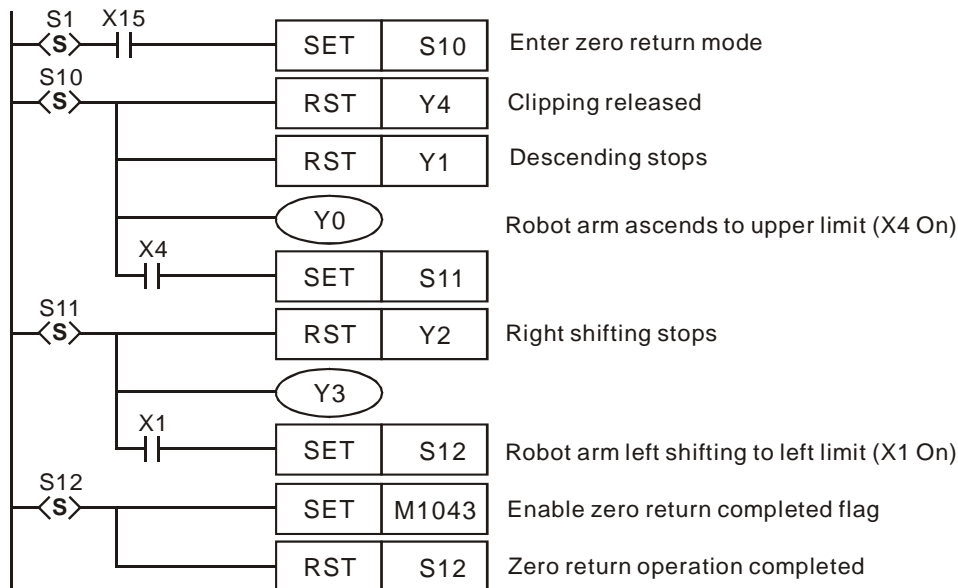 S1 X15
S SET S10 Enter zero return mode
S10
S RST Y4 Clipping released
RST Y1 Descending stops
Y0 Robot arm ascends to upper limit (X4 On)
X4
SET S11
S11
S RST Y2 Right shifting stops
Y3
X1
SET S12 Robot arm left shifting to left limit (X1 On)
S12
S SET M1043 Enable zero return completed flag
RST S12 Zero return operation completed